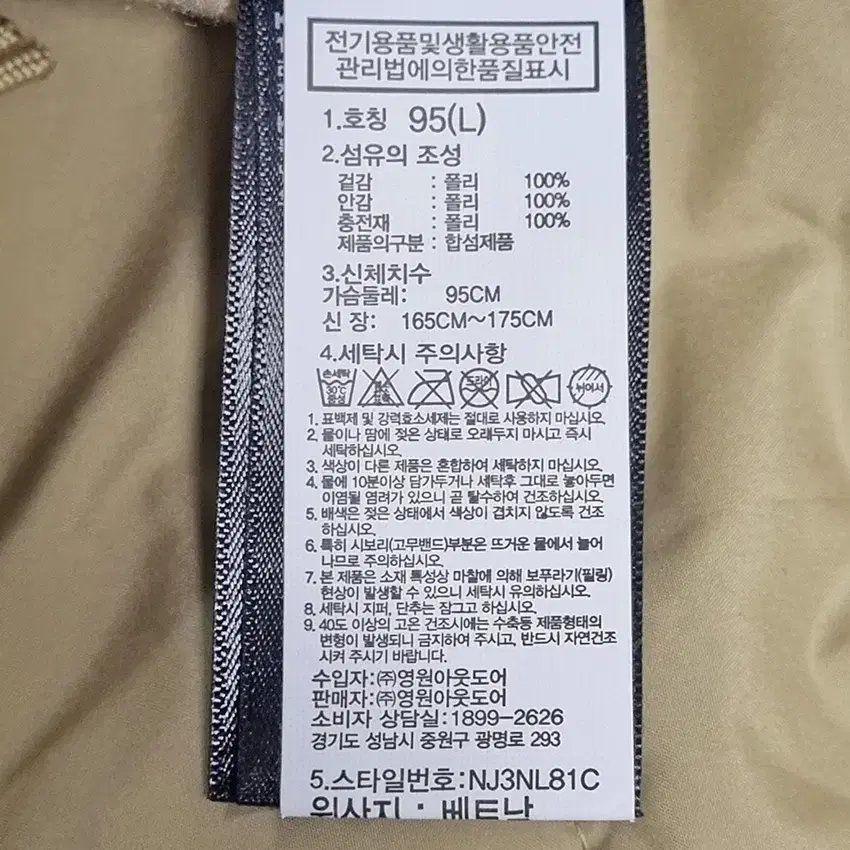 전기용품및생활용품안전
관리법에의한품질표시
1.호칭 95(L)
2.섬유의 조성
겉감 : 폴리 100%
안감 : 폴리 100%
충전재 : 폴리 100%
제품의구분 : 합섬제품
3.신체치수
가슴둘레: 95CM
신 장: 165CM~175CM
4.세탁시 주의사항
손세탁 30℃ 중성 드라이 뉘어서
1. 표백제 및 강력효소세제는 절대로 사용하지 마십시오.
2. 물이나 땀에 젖은 상태로 오래두지 마시고 즉시
세탁하십시오.
3. 색상이 다른 제품은 혼합하여 세탁하지 마십시오.
4. 물에 10분이상 담가두거나 세탁후 그대로 놓아두면
이염될 염려가 있으니 곧 탈수하여 건조하십시오.
5. 배색은 젖은 상태에서 색상이 겹치지 않도록 건조
하십시오.
6. 특히 시보리(고무밴드)부분은 뜨거운 물에서 늘어
나므로 주의하십시오.
7. 본 제품은 소재 특성상 마찰에 의해 보푸라기(필링)
현상이 발생할 수 있으니 세탁시 유의하십시오.
8. 세탁시 지퍼, 단추는 잠그고 하십시오.
9. 40도 이상의 고온 건조시에는 수축등 제품형태의
변형이 발생되니 금지하여 주시고, 반드시 자연건조
시켜 주시기 바랍니다.
수입자:㈜영원아웃도어
판매자:㈜영원아웃도어
소비자 상담실:1899-2626
경기도 성남시 중원구 광명로 293
5.스타일번호:NJ3NL81C
원산지 : 베트남